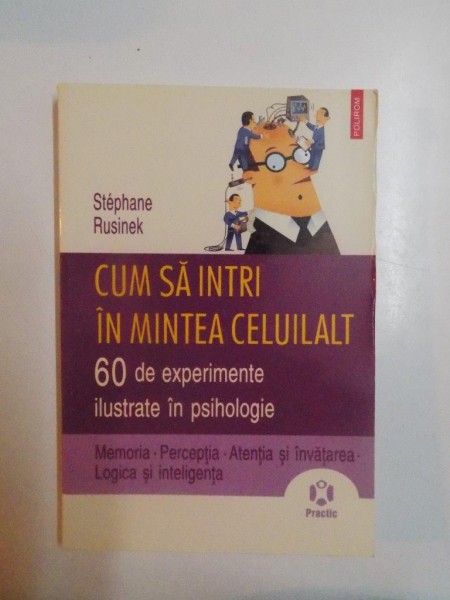 POLIROM
Stéphane
Rusinek
CUM SĂ INTRI
ÎN MINTEA CELUILALT
60 de experimente
ilustrate în psihologie
Memoria · Percepția · Atenția și învățarea ·
Logica și inteligența
Practic